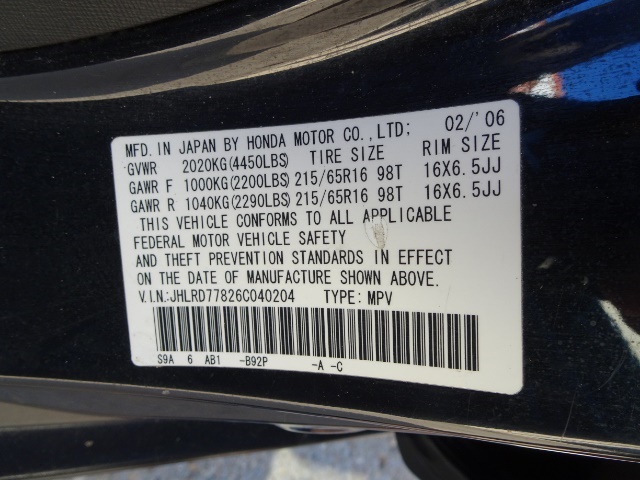 MFD. IN JAPAN BY HONDA MOTOR CO., LTD; 02/'06
GVWR 2020KG(4450LBS) TIRE SIZE RIM SIZE
GAWR F 1000KG(2200LBS) 215/65R16 98T 16X6.5JJ
GAWR R 1040KG(2290LBS) 215/65R16 98T 16X6.5JJ
THIS VEHICLE CONFORMS TO ALL APPLICABLE
FEDERAL MOTOR VEHICLE SAFETY
AND THEFT PREVENTION STANDARDS IN EFFECT
ON THE DATE OF MANUFACTURE SHOWN ABOVE.
V.I.N.:JHLRD77826C040204 TYPE: MPV
S9A 6 AB1 -B92P -A -C